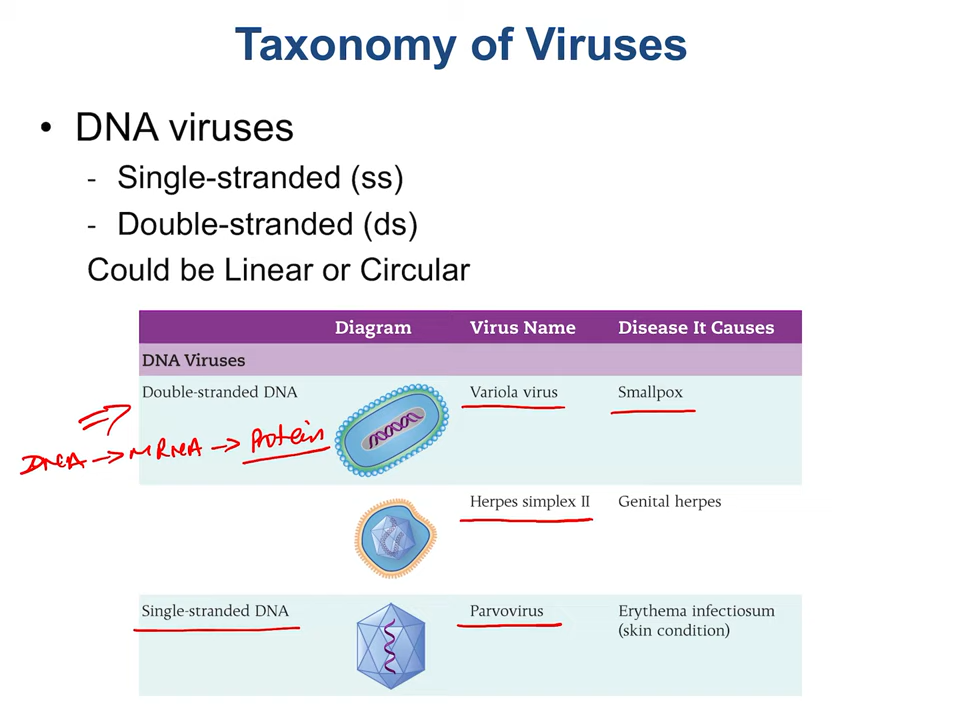 Taxonomy of Viruses
• DNA viruses
- Single-stranded (ss)
- Double-stranded (ds)
Could be Linear or Circular
Diagram Virus Name Disease It Causes
DNA Viruses
Double-stranded DNA Variola virus Smallpox
DNA → mRNA → Protein
Herpes simplex II Genital herpes
Single-stranded DNA Parvovirus Erythema infectiosum
(skin condition)